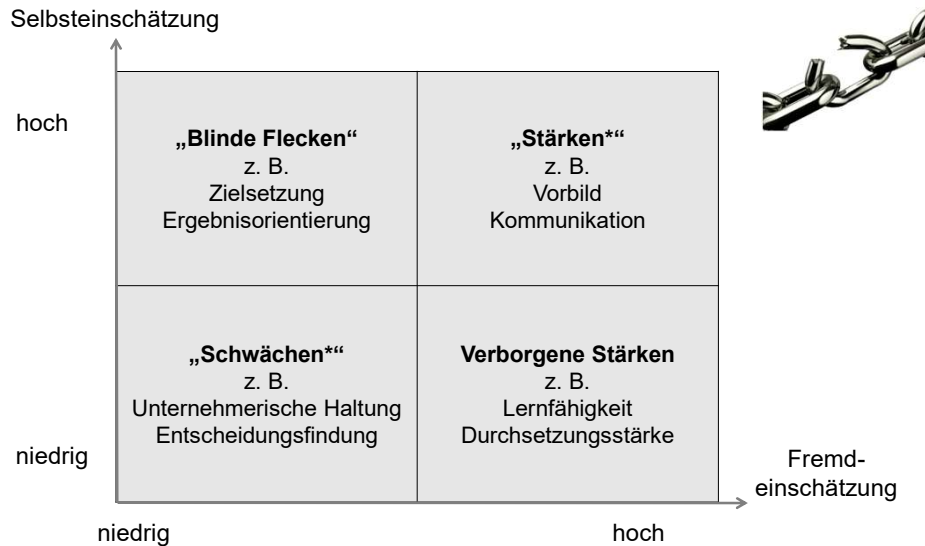 Selbsteinschätzung
hoch
„Blinde Flecken“
z. B.
Zielsetzung
Ergebnisorientierung
„Stärken*“
z. B.
Vorbild
Kommunikation
„Schwächen*“
z. B.
Unternehmerische Haltung
Entscheidungsfindung
Verborgene Stärken
z. B.
Lernfähigkeit
Durchsetzungsstärke
niedrig
Fremd-
einschätzung
niedrig
hoch